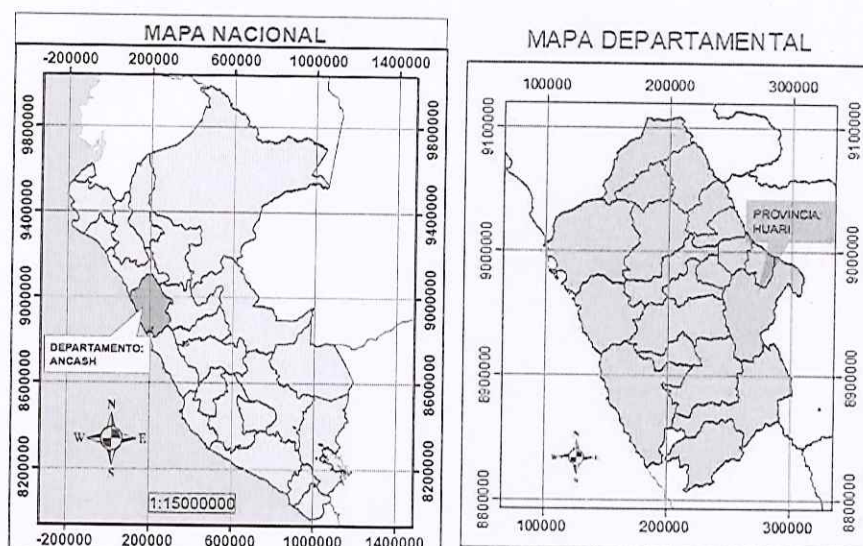 MAPA NACIONAL
-200000 200000 600000 1000000 1400000
9800000 9800000
9400000 9400000
9000000 9000000
DEPARTAMENTO:
ANCASH
8600000 8600000
N
W E
S
8200000 8200000
1:15000000
-200000 200000 600000 1000000 1400000
MAPA DEPARTAMENTAL
100000 200000 300000
9100000 9100000
PROVINCIA:
HUARI
9000000 9000000
8900000 8900000
8800000 8800000
100000 200000 300000